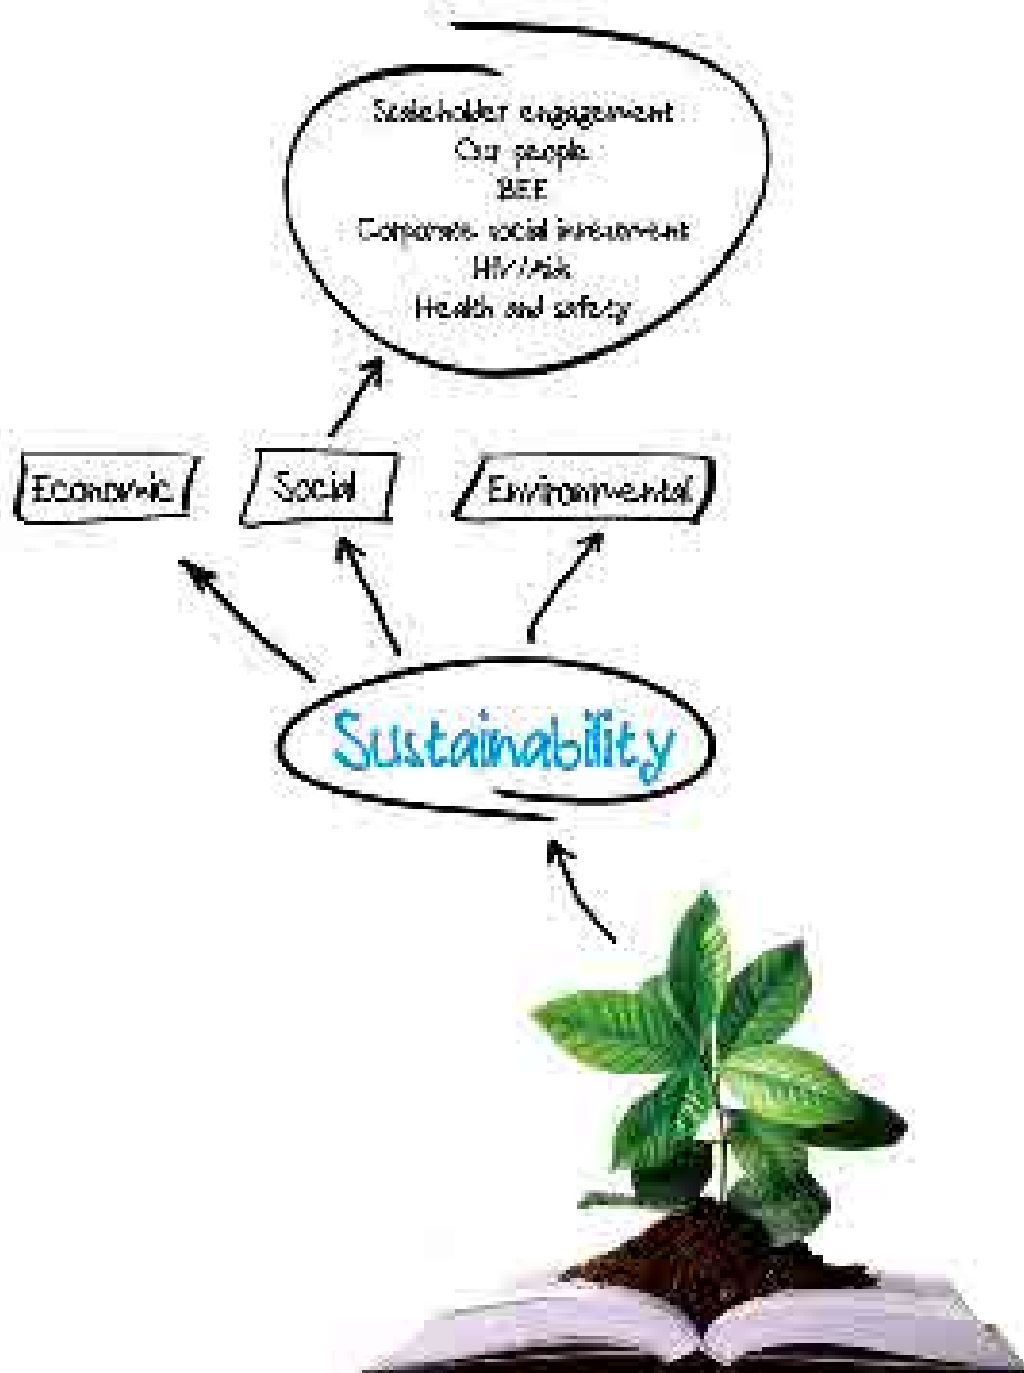 Stakeholder engagement
Our people
BEE
Corporate social investment
HIV/Aids
Health and safety
Economic
Social
Environmental
Sustainability